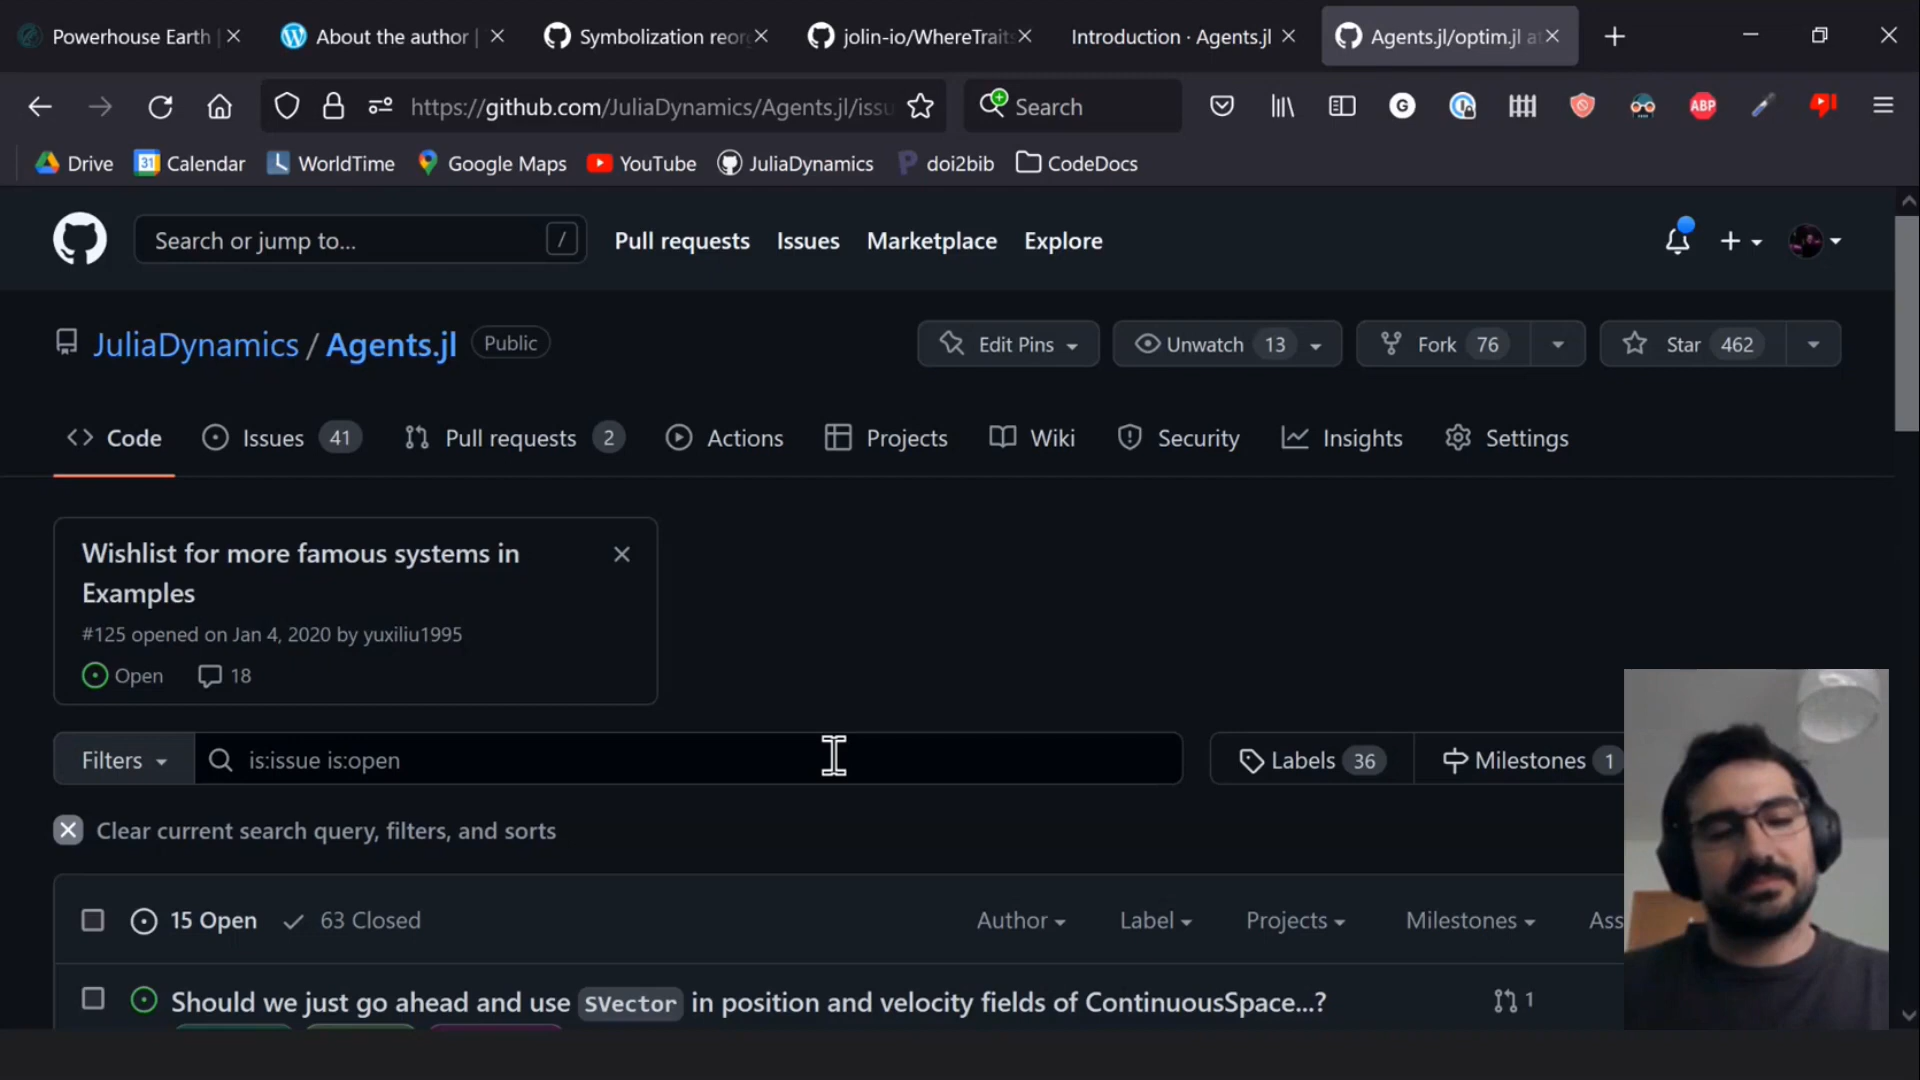 Powerhouse Earth | About the author | Symbolization reor jolin-io/WhereTraits Introduction · Agents.jl Agents.jl/optim.jl a
https://github.com/JuliaDynamics/Agents.jl/issu Search G ABP
Drive 31 Calendar WorldTime Google Maps YouTube JuliaDynamics doi2bib CodeDocs
Search or jump to... / Pull requests Issues Marketplace Explore
JuliaDynamics / Agents.jl Public Edit Pins Unwatch 13 Fork 76 Star 462
Code Issues 41 Pull requests 2 Actions Projects Wiki Security Insights Settings
Wishlist for more famous systems in
Examples
#125 opened on Jan 4, 2020 by yuxiliu1995
Open 18
Filters is:issue is:open Labels 36 Milestones 1
Clear current search query, filters, and sorts
15 Open 63 Closed Author Label Projects Milestones Ass
Should we just go ahead and use SVector in position and velocity fields of ContinuousSpace...? 1